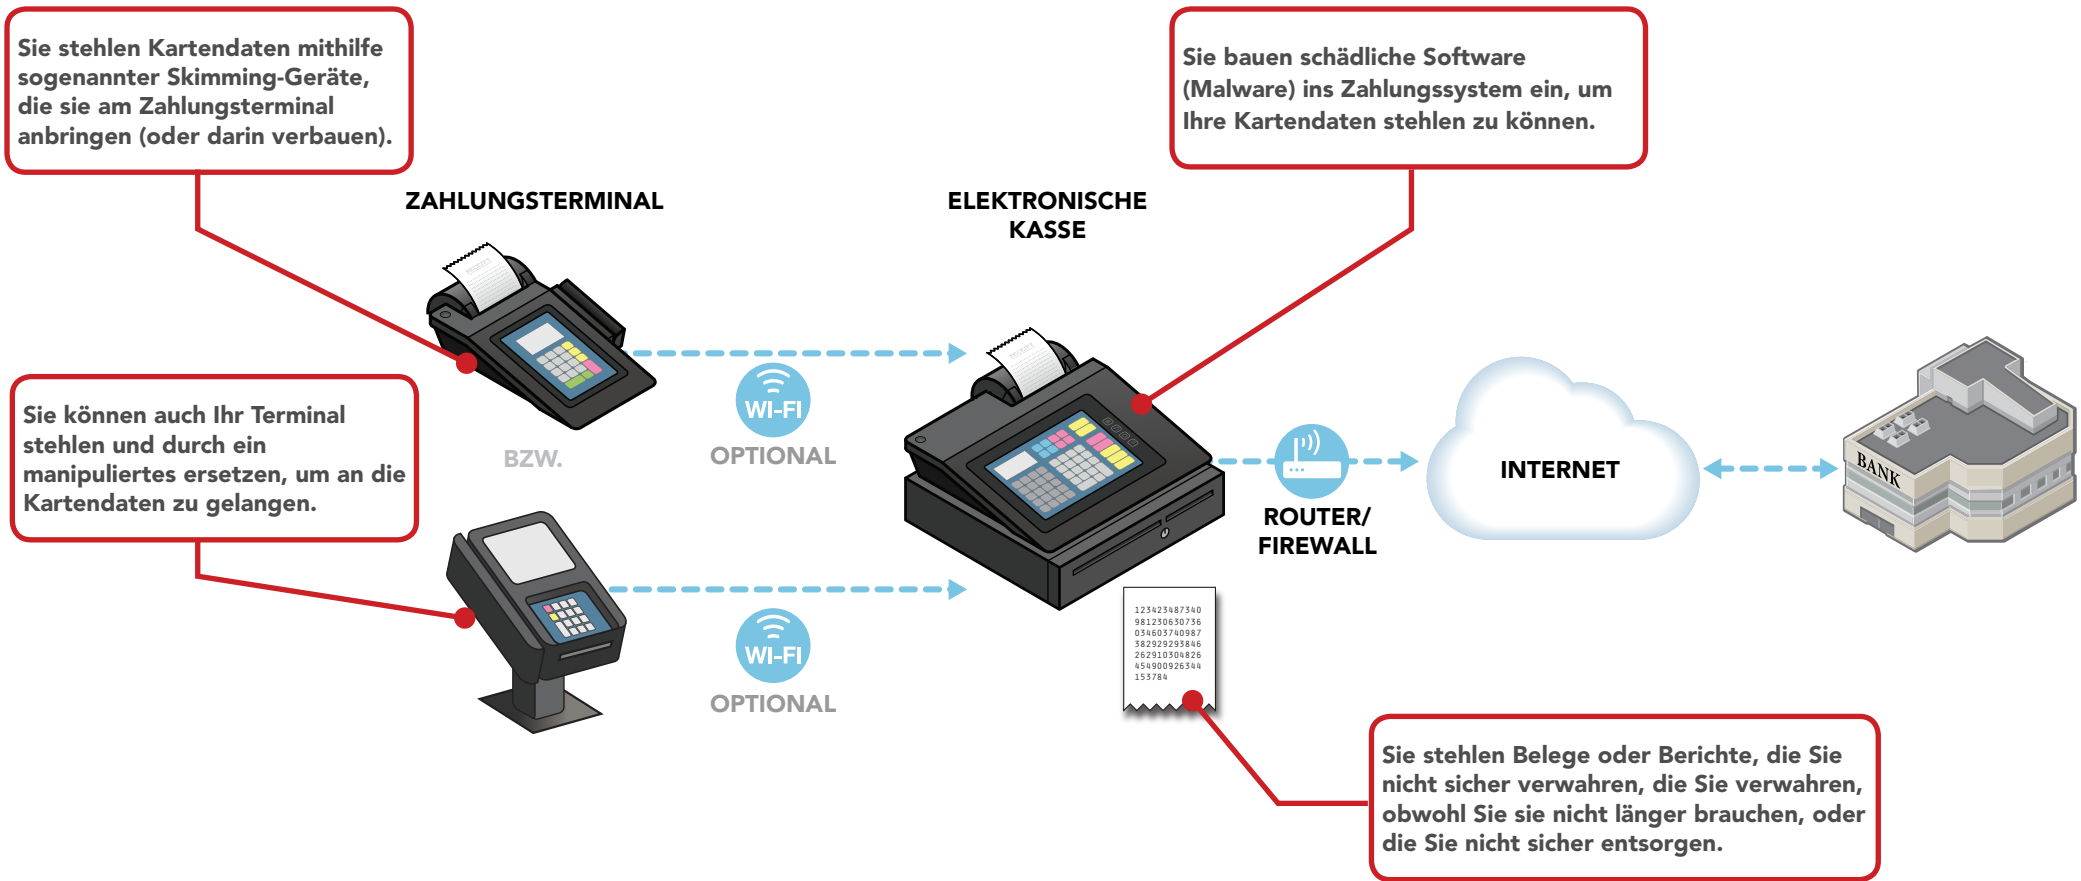 Sie stehlen Kartendaten mithilfe
sogenannter Skimming-Geräte,
die sie am Zahlungsterminal
anbringen (oder darin verbauen).
Sie bauen schädliche Software
(Malware) ins Zahlungssystem ein, um
Ihre Kartendaten stehlen zu können.
ZAHLUNGSTERMINAL
ELEKTRONISCHE
KASSE
RECEIPT
RECEIPT
Sie können auch Ihr Terminal
stehlen und durch ein
manipuliertes ersetzen, um an die
Kartendaten zu gelangen.
WI-FI
OPTIONAL
BZW.
INTERNET
BANK
ROUTER/
FIREWALL
WI-FI
OPTIONAL
123423487340
981230630736
034603740987
382929293846
262910304826
454900926344
153784
Sie stehlen Belege oder Berichte, die Sie
nicht sicher verwahren, die Sie verwahren,
obwohl Sie sie nicht länger brauchen, oder
die Sie nicht sicher entsorgen.